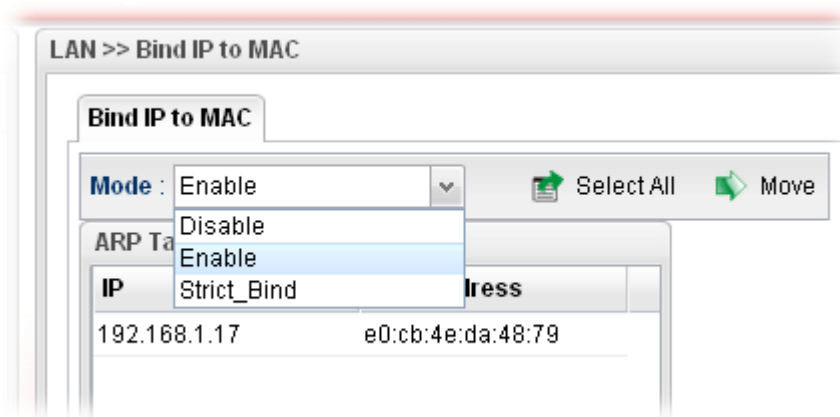 LAN >> Bind IP to MAC
Bind IP to MAC
Mode : Enable Select All Move
Disable
Enable
Strict_Bind
ARP Ta
IP lress
192.168.1.17 e0:cb:4e:da:48:79